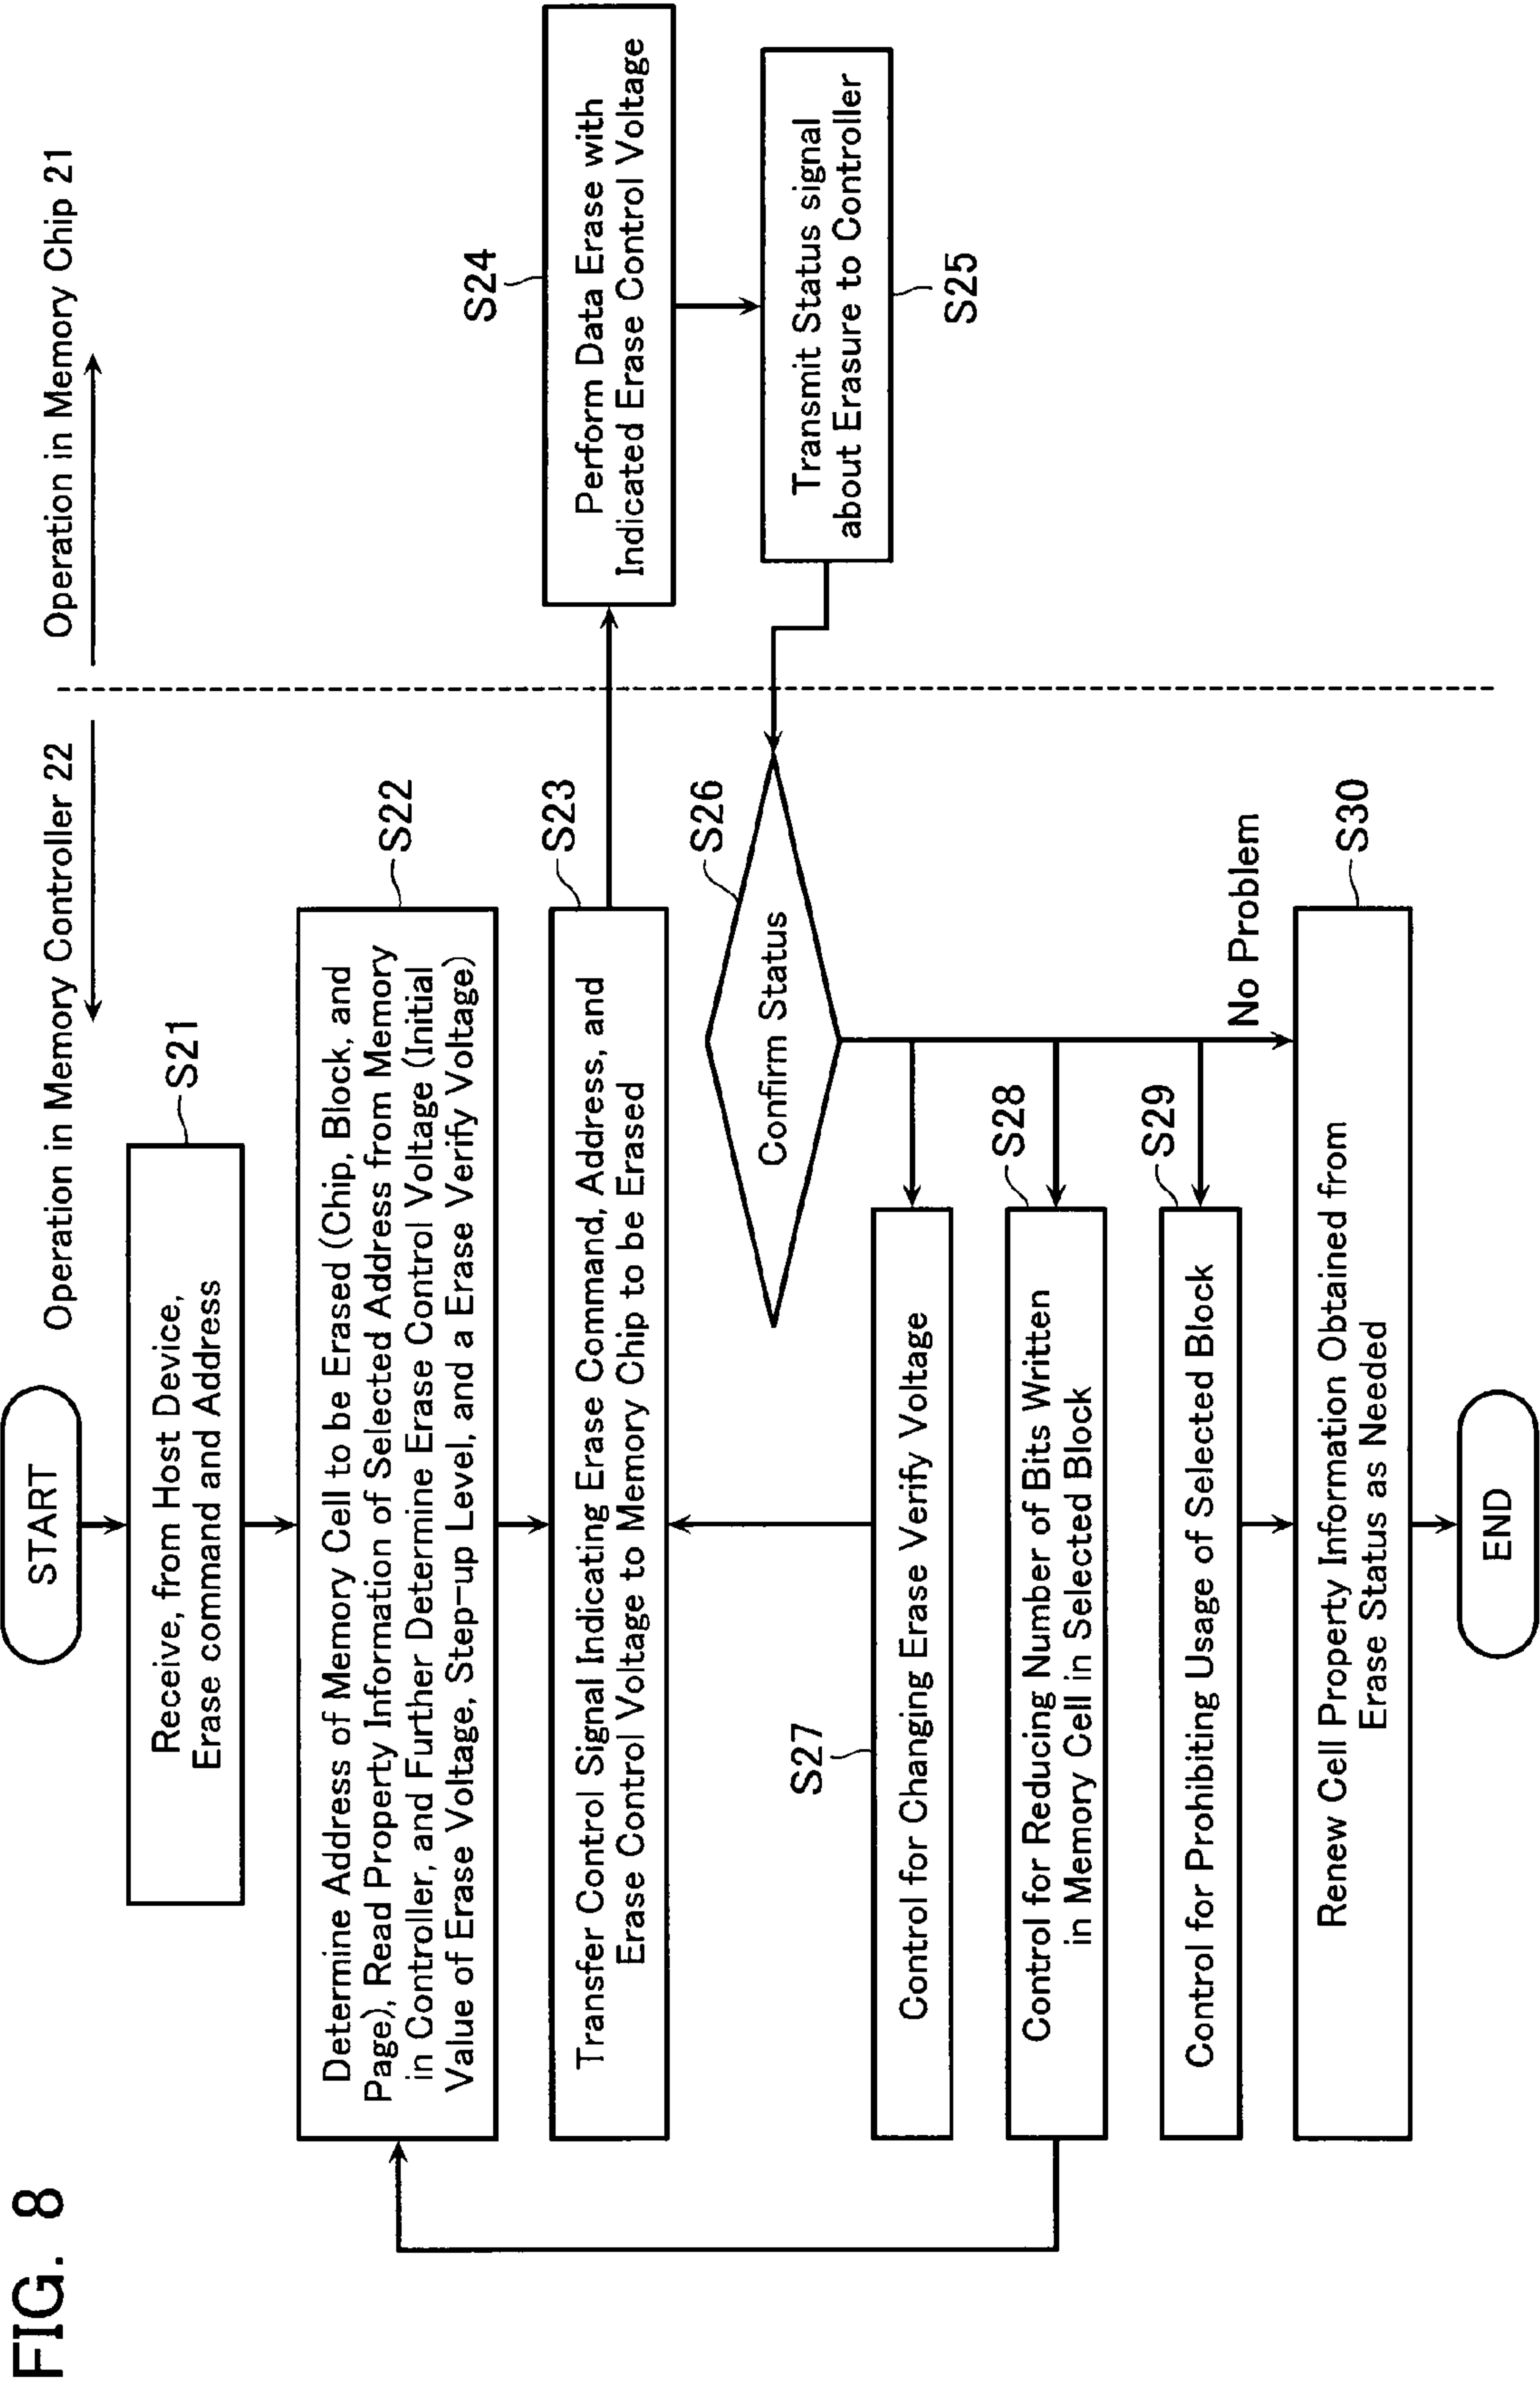 FIG. 8
START
Operation in Memory Controller 22
Operation in Memory Chip 21
S21
Receive, from Host Device,
Erase command and Address
S22
Determine Address of Memory Cell to be Erased (Chip, Block, and
Page), Read Property Information of Selected Address from Memory
in Controller, and Further Determine Erase Control Voltage (Initial
Value of Erase Voltage, Step-up Level, and a Erase Verify Voltage)
S23
Transfer Control Signal Indicating Erase Command, Address, and
Erase Control Voltage to Memory Chip to be Erased
S24
Perform Data Erase with
Indicated Erase Control Voltage
Transmit Status signal
about Erasure to Controller
S25
S26
Confirm Status
S27
Control for Changing Erase Verify Voltage
S28
Control for Reducing Number of Bits Written
in Memory Cell in Selected Block
S29
Control for Prohibiting Usage of Selected Block
No Problem
S30
Renew Cell Property Information Obtained from
Erase Status as Needed
END